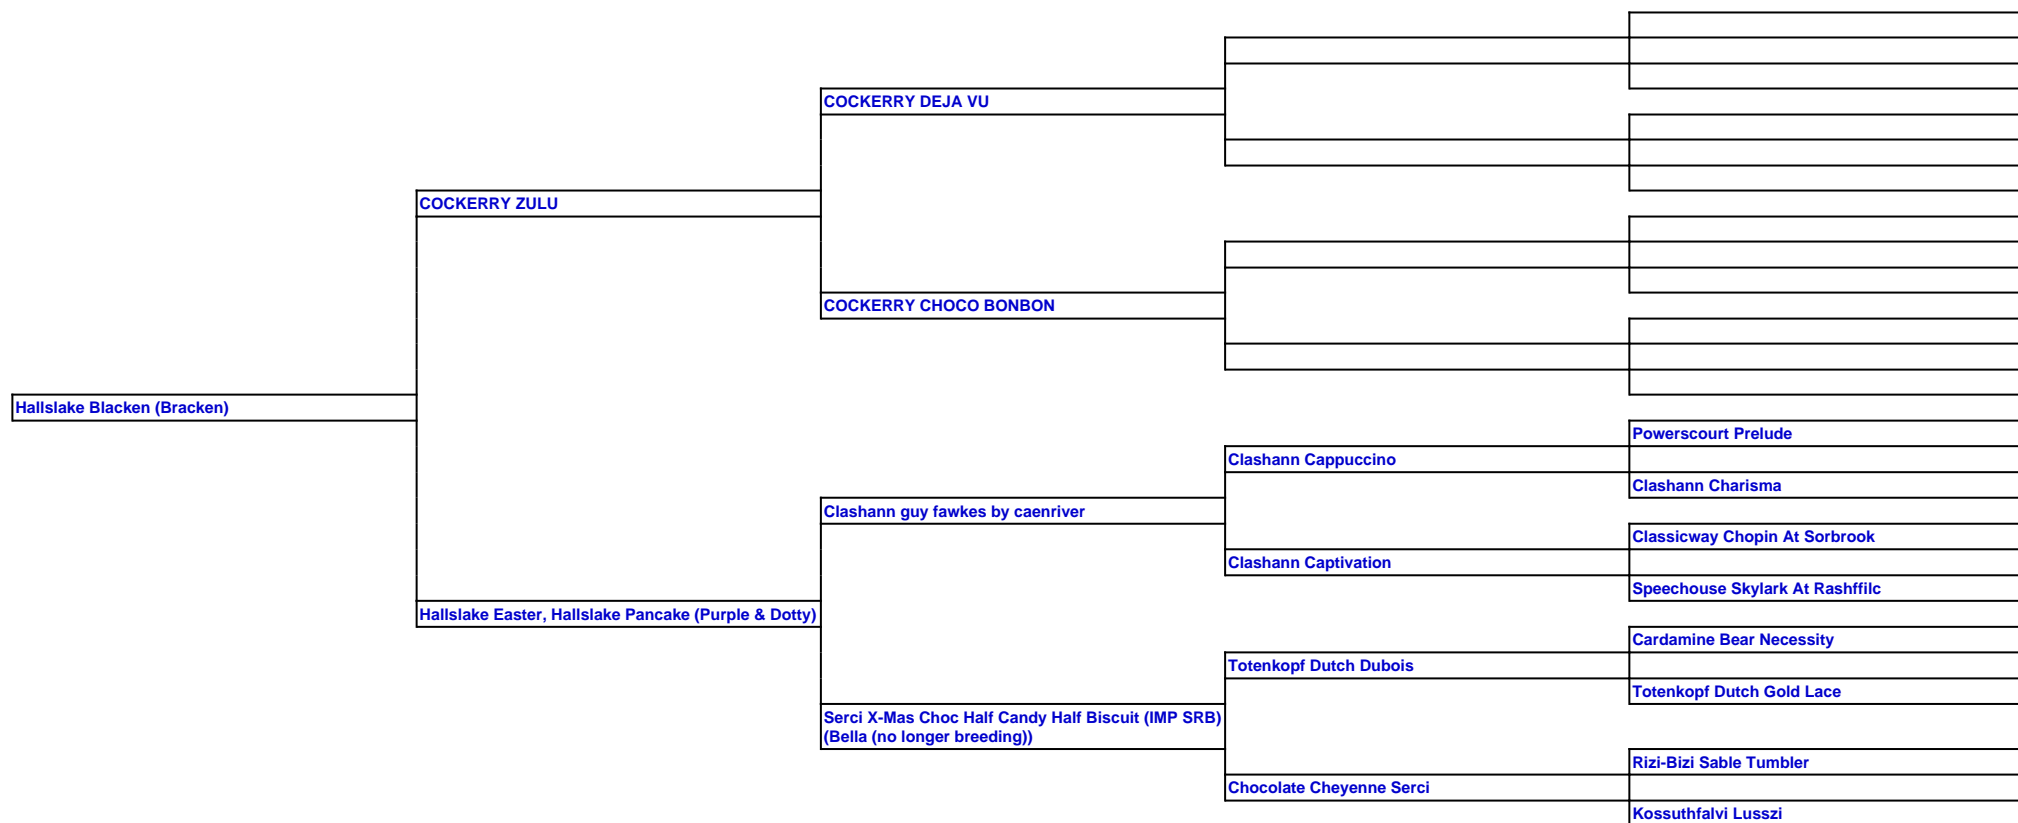 COCKERRY DEJA VU
COCKERRY ZULU
COCKERRY CHOCO BONBON
Hallslake Blacken (Bracken)
Powerscourt Prelude
Clashann Cappuccino
Clashann Charisma
Clashann guy fawkes by caenriver
Classicway Chopin At Sorbrook
Clashann Captivation
Speechouse Skylark At Rashffilc
Hallslake Easter, Hallslake Pancake (Purple & Dotty)
Cardamine Bear Necessity
Totenkopf Dutch Dubois
Totenkopf Dutch Gold Lace
Serci X-Mas Choc Half Candy Half Biscuit (IMP SRB)
(Bella (no longer breeding))
Rizi-Bizi Sable Tumbler
Chocolate Cheyenne Serci
Kossuthfalvi Lusszi